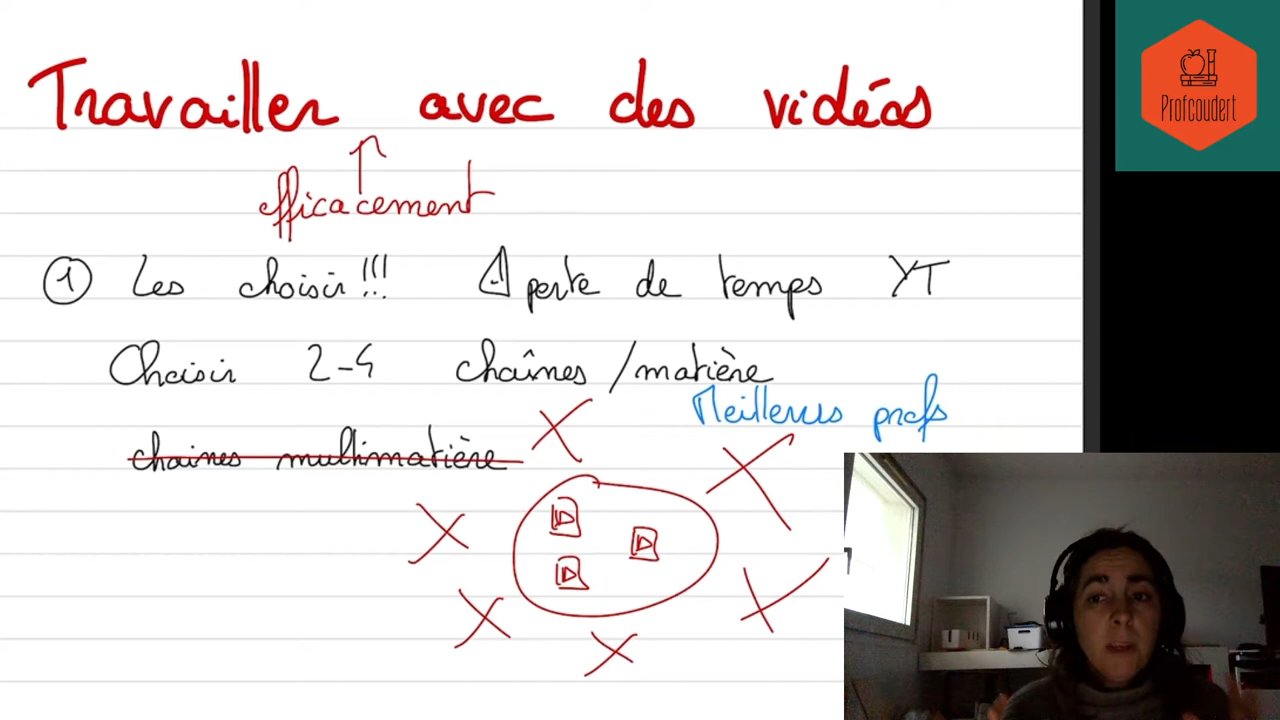 Travailler avec des vidéos
efficacement
1 Les choisir!!! ⚠ perte de temps YT
Choisir 2-4 chaînes /matière
Meilleurs profs
chaines multimatière
Profcoudert